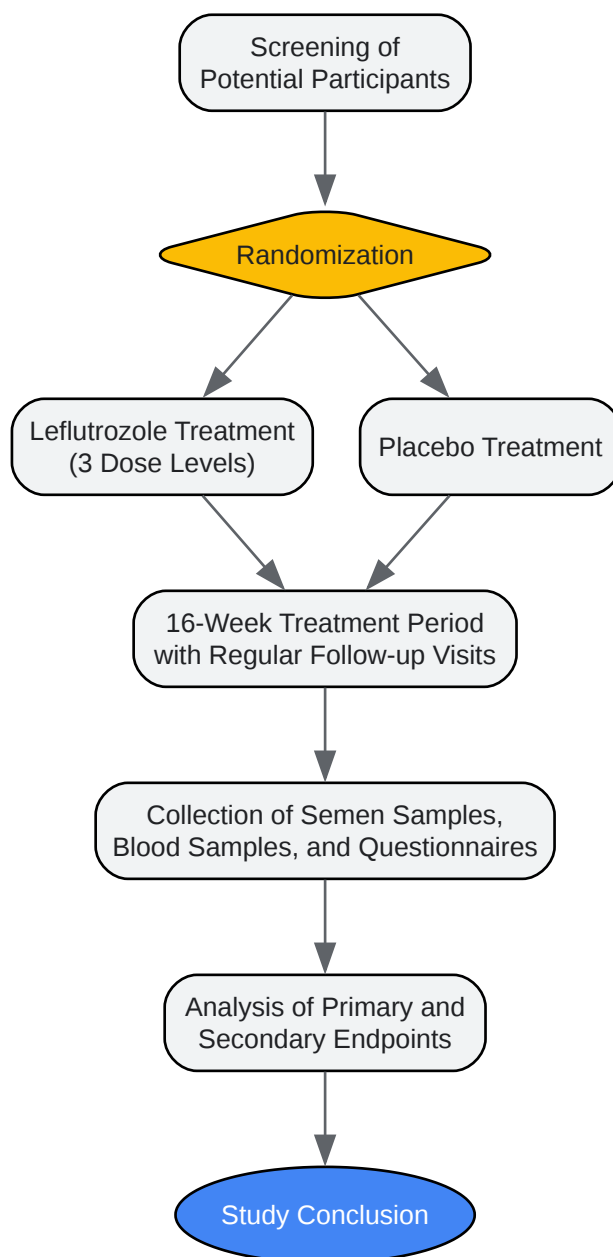 Screening of
Potential Participants
Randomization
Leflutrozole Treatment
(3 Dose Levels)
Placebo Treatment
16-Week Treatment Period
with Regular Follow-up Visits
Collection of Semen Samples,
Blood Samples, and Questionnaires
Analysis of Primary and
Secondary Endpoints
Study Conclusion